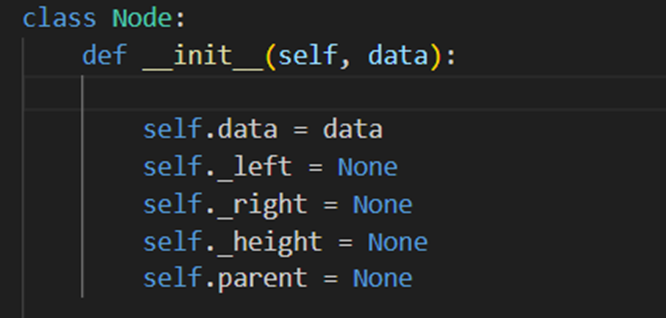 class Node:
    def __init__(self, data):
        self.data = data
        self._left = None
        self._right = None
        self._height = None
        self.parent = None